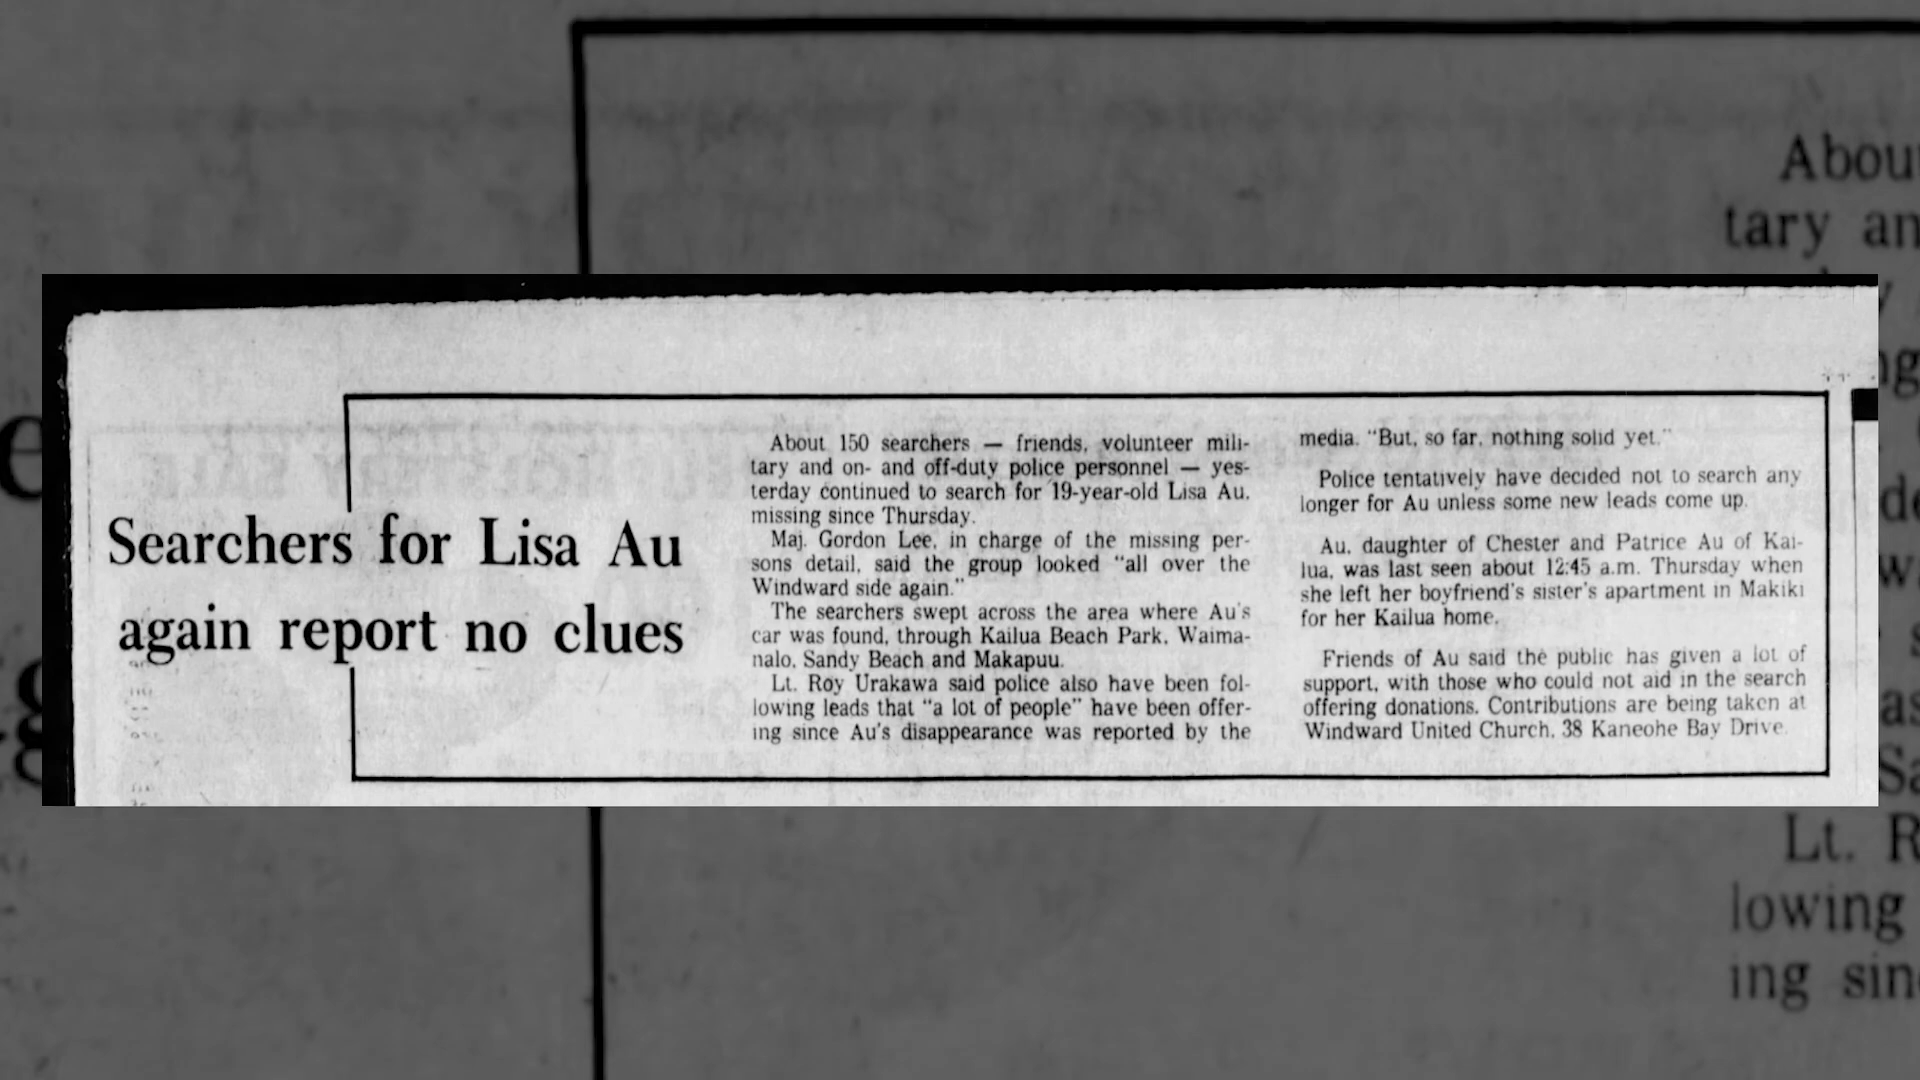 Searchers for Lisa Au
again report no clues
About 150 searchers — friends, volunteer mili-
tary and on- and off-duty police personnel — yes-
terday continued to search for 19-year-old Lisa Au,
missing since Thursday.
Maj. Gordon Lee, in charge of the missing per-
sons detail, said the group looked "all over the
Windward side again."
The searchers swept across the area where Au's
car was found, through Kailua Beach Park, Waima-
nalo, Sandy Beach and Makapuu.
Lt. Roy Urakawa said police also have been fol-
lowing leads that "a lot of people" have been offer-
ing since Au's disappearance was reported by the
media. "But, so far, nothing solid yet."
Police tentatively have decided not to search any
longer for Au unless some new leads come up.
Au, daughter of Chester and Patrice Au of Kai-
lua, was last seen about 12:45 a.m. Thursday when
she left her boyfriend's sister's apartment in Makiki
for her Kailua home.
Friends of Au said the public has given a lot of
support, with those who could not aid in the search
offering donations. Contributions are being taken at
Windward United Church, 38 Kaneohe Bay Drive.
Abou
tary an
Lt. R
lowing
ing sin